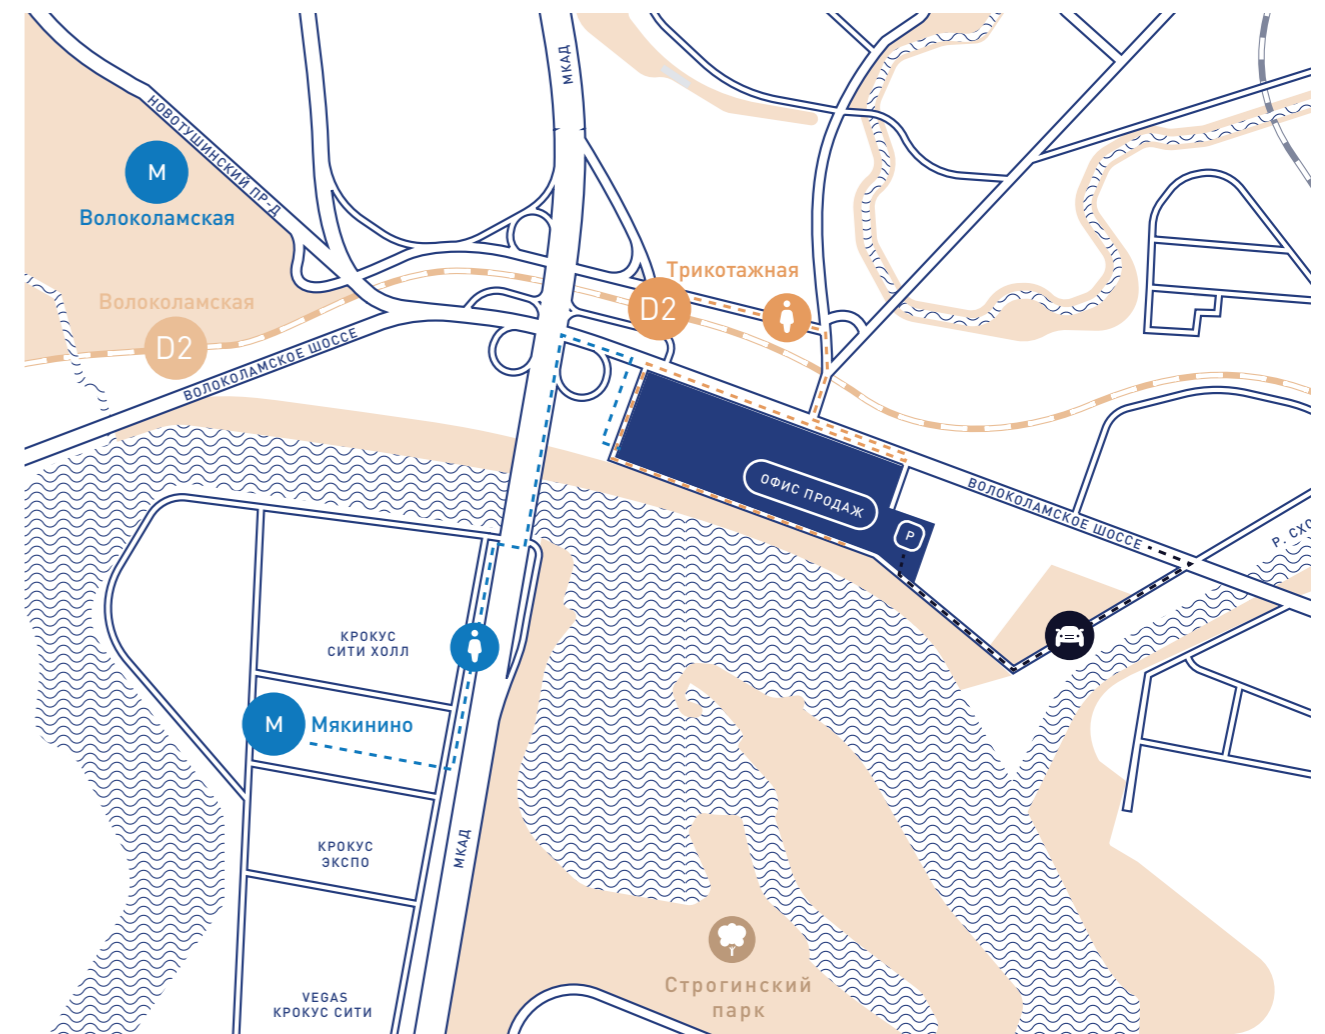 МКАД
НОВОТУШИНСКИЙ ПР-Д
М
Волоколамская
Трикотажная
D2
Волоколамская
D2
ВОЛОКОЛАМСКОЕ ШОССЕ
ОФИС ПРОДАЖ
P
ВОЛОКОЛАМСКОЕ ШОССЕ
Р. СХО
КРОКУС
СИТИ ХОЛЛ
М
Мякинино
КРОКУС
ЭКСПО
МКАД
Строгинский
парк
VEGAS
КРОКУС СИТИ